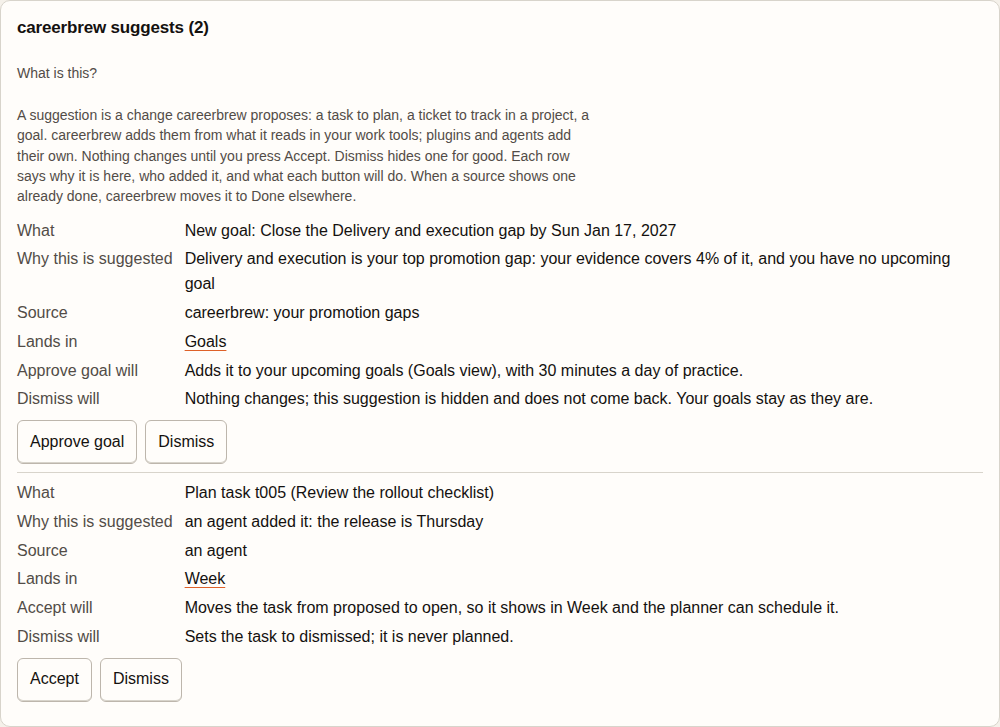 careerbrew suggests (2)
What is this?
A suggestion is a change careerbrew proposes: a task to plan, a ticket to track in a project, a
goal. careerbrew adds them from what it reads in your work tools; plugins and agents add
their own. Nothing changes until you press Accept. Dismiss hides one for good. Each row
says why it is here, who added it, and what each button will do. When a source shows one
already done, careerbrew moves it to Done elsewhere.
What New goal: Close the Delivery and execution gap by Sun Jan 17, 2027
Why this is suggested Delivery and execution is your top promotion gap: your evidence covers 4% of it, and you have no upcoming
goal
Source careerbrew: your promotion gaps
Lands in Goals
Approve goal will Adds it to your upcoming goals (Goals view), with 30 minutes a day of practice.
Dismiss will Nothing changes; this suggestion is hidden and does not come back. Your goals stay as they are.
Approve goal Dismiss
What Plan task t005 (Review the rollout checklist)
Why this is suggested an agent added it: the release is Thursday
Source an agent
Lands in Week
Accept will Moves the task from proposed to open, so it shows in Week and the planner can schedule it.
Dismiss will Sets the task to dismissed; it is never planned.
Accept Dismiss